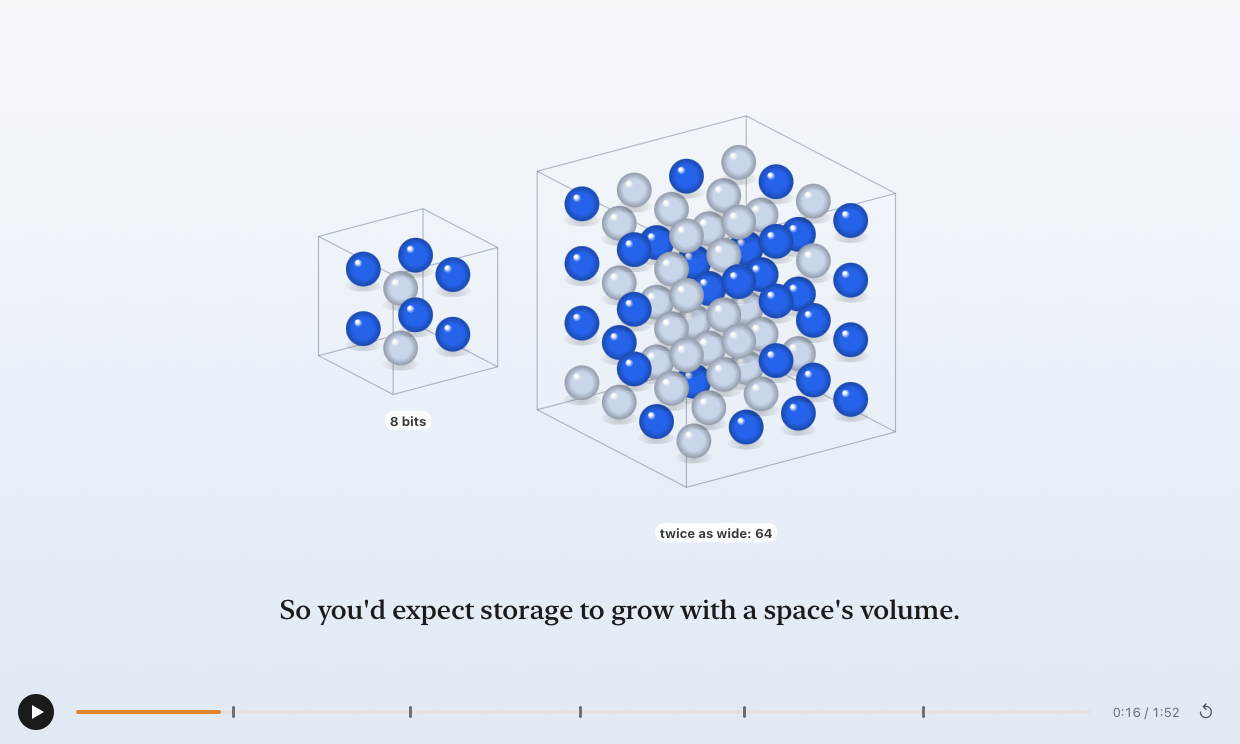 8 bits
twice as wide: 64
So you'd expect storage to grow with a space's volume.
0:16 / 1:52